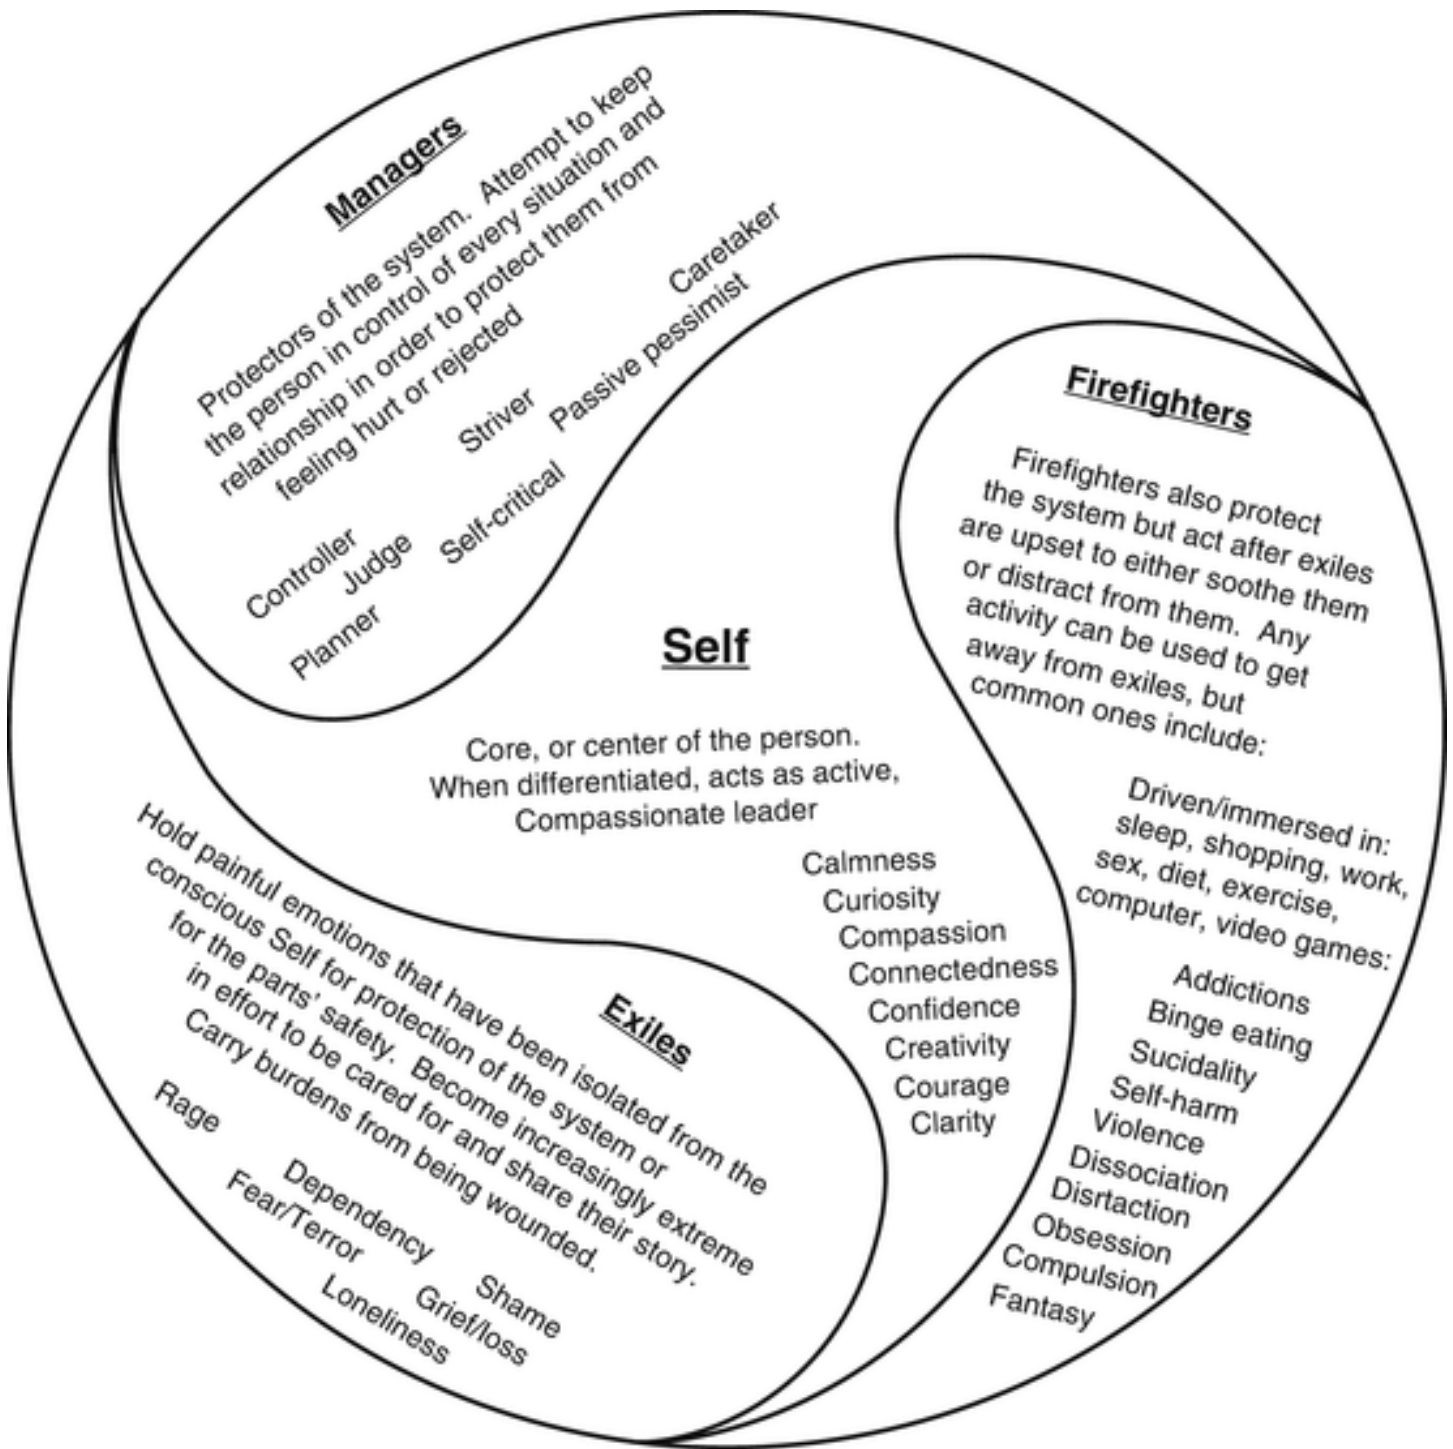 Managers
Protectors of the system.  Attempt to keep
the person in control of every situation and
relationship in order to protect them from
feeling hurt or rejected
Caretaker
Striver
Passive pessimist
Controller
Judge
Self-critical
Planner
Firefighters
Firefighters also protect
the system but act after exiles
are upset to either soothe them
or distract from them.  Any
activity can be used to get
away from exiles, but
common ones include:
Driven/immersed in:
sleep, shopping, work,
sex, diet, exercise,
computer, video games:
Addictions
Binge eating
Sucidality
Self-harm
Violence
Dissociation
Disrtaction
Obsession
Compulsion
Fantasy
Self
Core, or center of the person.
When differentiated, acts as active,
Compassionate leader
Calmness
Curiosity
Compassion
Connectedness
Confidence
Creativity
Courage
Clarity
Exiles
Hold painful emotions that have been isolated from the
conscious Self for protection of the system or
for the parts' safety.  Become increasingly extreme
in effort to be cared for and share their story.
Carry burdens from being wounded.
Rage
Dependency
Fear/Terror
Shame
Grief/loss
Loneliness